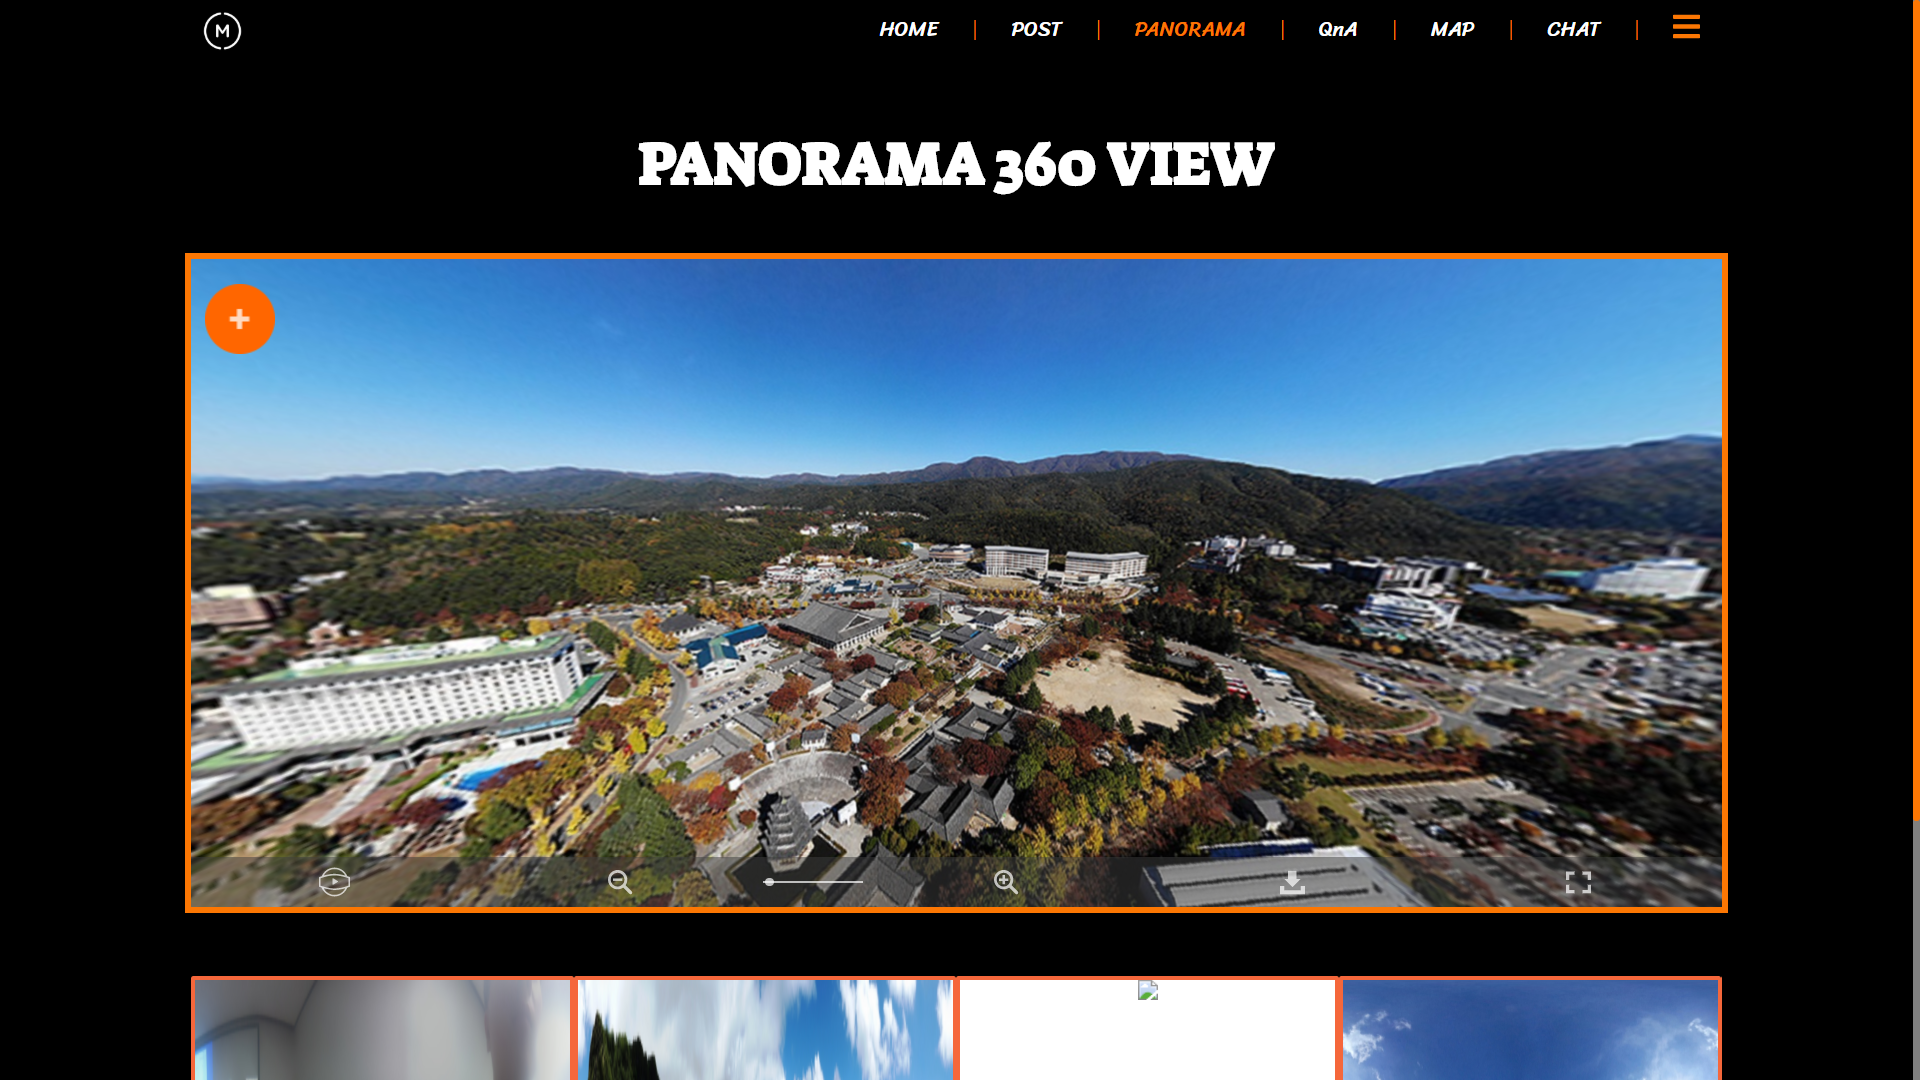 M
HOME | POST | PANORAMA | QnA | MAP | CHAT |
PANORAMA 360 VIEW